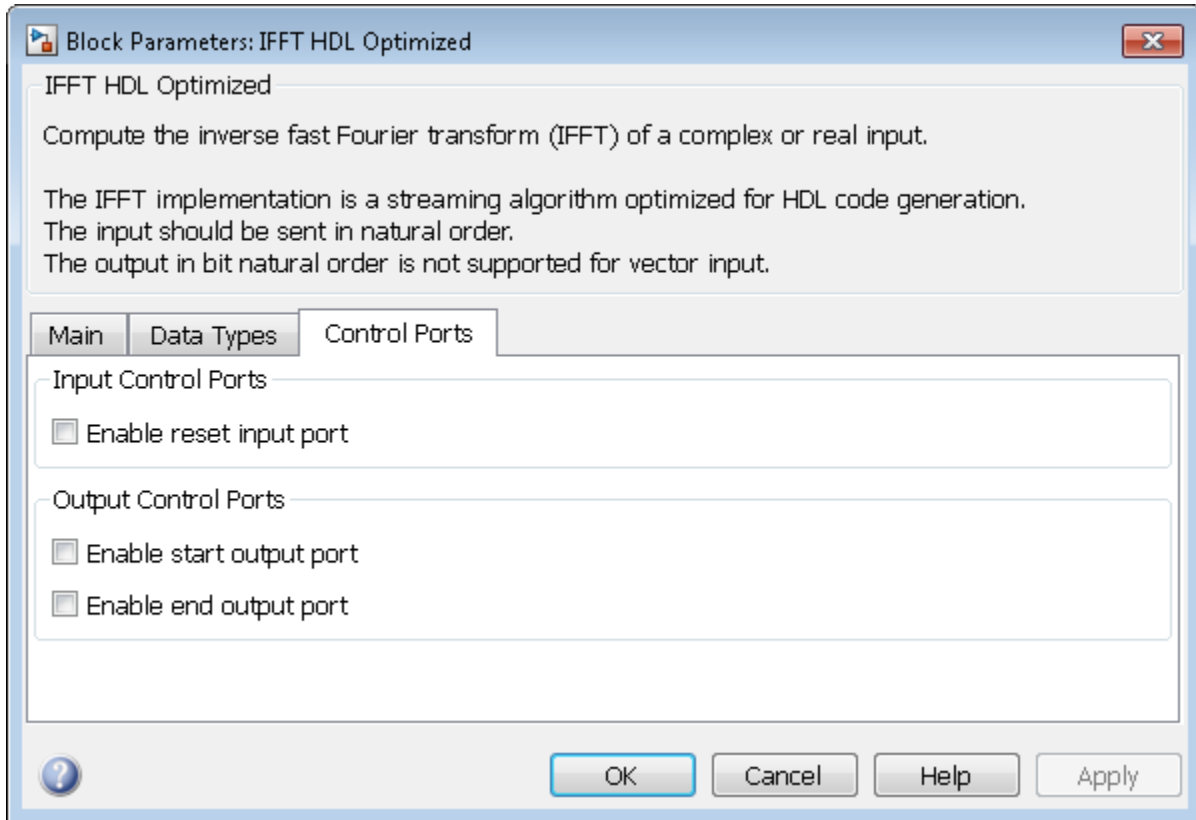 Block Parameters: IFFT HDL Optimized
IFFT HDL Optimized
Compute the inverse fast Fourier transform (IFFT) of a complex or real input.
The IFFT implementation is a streaming algorithm optimized for HDL code generation.
The input should be sent in natural order.
The output in bit natural order is not supported for vector input.
Main Data Types Control Ports
Input Control Ports
Enable reset input port
Output Control Ports
Enable start output port
Enable end output port
? OK Cancel Help Apply